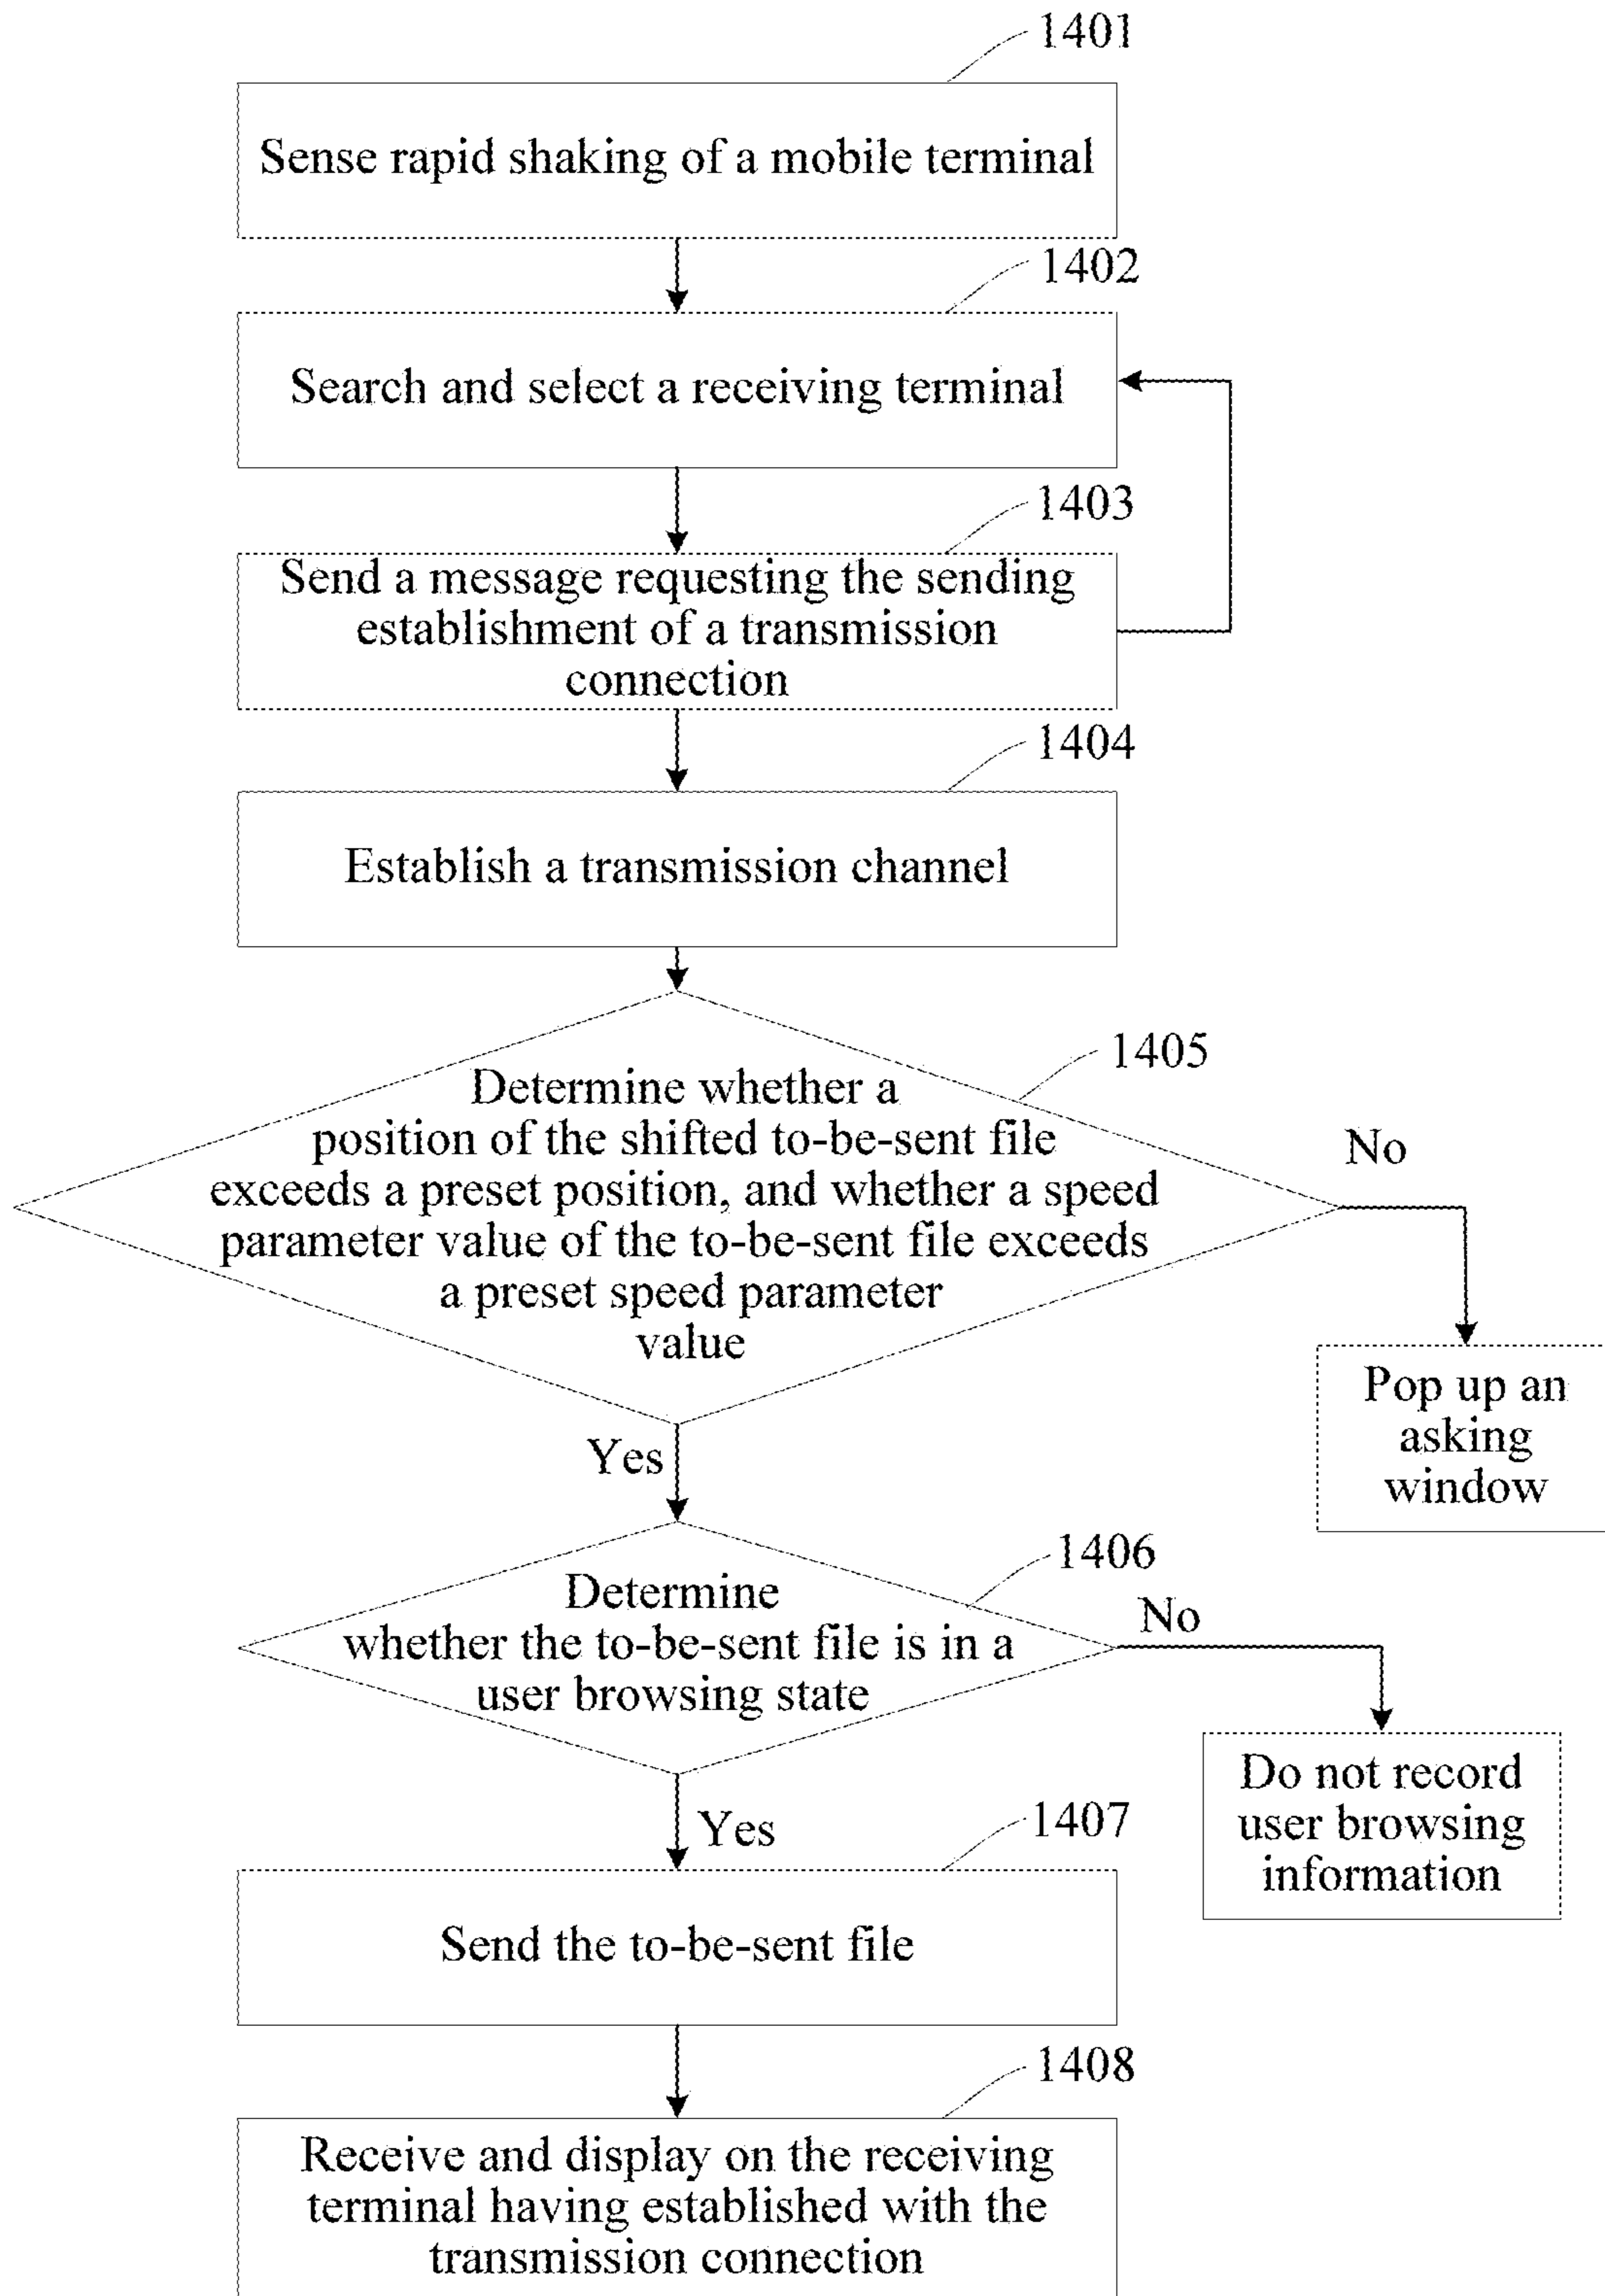 1401
Sense rapid shaking of a mobile terminal
1402
Search and select a receiving terminal
1403
Send a message requesting the sending
establishment of a transmission
connection
1404
Establish a transmission channel
1405
Determine whether a
position of the shifted to-be-sent file
exceeds a preset position, and whether a speed
parameter value of the to-be-sent file exceeds
a preset speed parameter
value
No
Pop up an
asking
window
Yes
1406
Determine
whether the to-be-sent file is in a
user browsing state
No
Do not record
user browsing
information
Yes
1407
Send the to-be-sent file
1408
Receive and display on the receiving
terminal having established with the
transmission connection